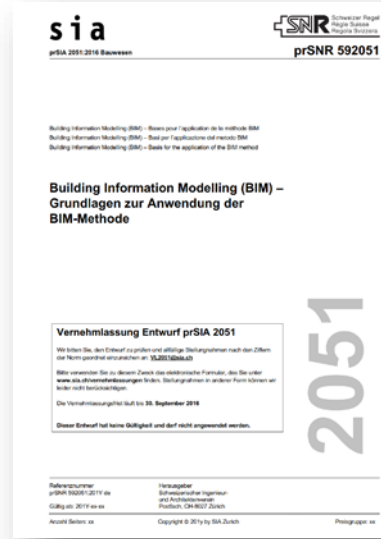 sia
SNR
Schweizer Regel
Règle Suisse
Regola Svizzera
prSIA 2051:2016 Bauwesen
prSNR 592051
Building Information Modelling (BIM) – Bases pour l'application de la méthode BIM
Building Information Modelling (BIM) – Basi per l'applicazione del metodo BIM
Building Information Modelling (BIM) – Basis for the application of the BIM method
Building Information Modelling (BIM) –
Grundlagen zur Anwendung der
BIM-Methode
2051
Vernehmlassung Entwurf prSIA 2051
Wir bitten Sie, den Entwurf zu prüfen und allfällige Stellungnahmen nach den Ziffern
der Norm geordnet einzureichen an: VL2051@sia.ch
Bitte verwenden Sie zu diesem Zweck das elektronische Formular, das Sie unter
www.sia.ch/vernehmlassungen finden. Stellungnahmen in anderer Form können wir
leider nicht berücksichtigen.
Die Vernehmlassungsfrist läuft bis 30. September 2016
Dieser Entwurf hat keine Gültigkeit und darf nicht angewendet werden.
Referenznummer
prSNR 592051:201Y de
Gültig ab: 201Y-xx-xx
Herausgeber
Schweizerischer Ingenieur-
und Architektenverein
Postfach, CH-8027 Zürich
Anzahl Seiten: xx
Copyright © 201y by SIA Zurich
Preisgruppe: xx